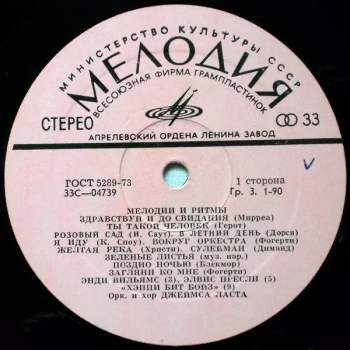 МИНИСТЕРСТВО КУЛЬТУРЫ СССР
МЕЛОДИЯ
ВСЕСОЮЗНАЯ ФИРМА ГРАМПЛАСТИНОК
СТЕРЕО
33
АПРЕЛЕВСКИЙ ОРДЕНА ЛЕНИНА ЗАВОД
ГОСТ 5289-73
33С—04739
1 сторона
Гр. 3. 1-90
МЕЛОДИИ И РИТМЫ
ЗДРАВСТВУЙ И ДО СВИДАНИЯ (Мирреа)
ТЫ ТАКОЙ ЧЕЛОВЕК (Герот)
РОЗОВЫЙ САД (И. Саут), В ЛЕТНИЙ ДЕНЬ (Дорси)
Я ИДУ (К. Сноу), ВОКРУГ ОРКЕСТРА (Фогерти)
ЖЕЛТАЯ РЕКА (Христи), СУЛЕЙМАН (Диманд)
ЗЕЛЕНЫЕ ЛИСТЬЯ (муз. нар.)
ПОЗДНО НОЧЬЮ (Блекмор)
ЗАГЛЯНИ КО МНЕ (Фогерти)
ЭНДИ ВИЛЬЯМС (3), ЭЛВИС ПРЕСЛИ (5)
«ХЭППИ БИТ БОЙЗ» (9)
Орк. и хор ДЖЕЙМСА ЛАСТА